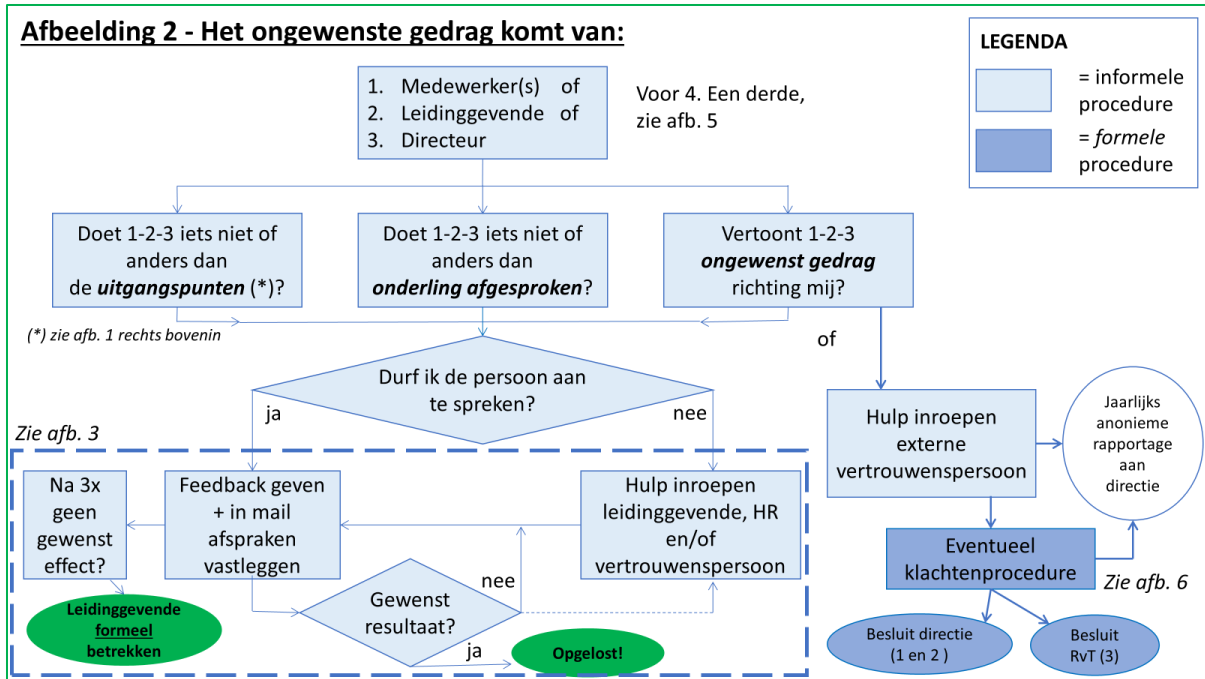 Afbeelding 2 - Het ongewenste gedrag komt van:
LEGENDA
= informele
procedure
= formele
procedure
1. Medewerker(s) of
2. Leidinggevende of
3. Directeur
Voor 4. Een derde,
zie afb. 5
Doet 1-2-3 iets niet of
anders dan
de uitgangspunten (*)?
Doet 1-2-3 iets niet of
anders dan
onderling afgesproken?
Vertoont 1-2-3
ongewenst gedrag
richting mij?
(*) zie afb. 1 rechts bovenin
of
Durf ik de persoon aan
te spreken?
ja
nee
Hulp inroepen
externe
vertrouwenspersoon
Jaarlijks
anonieme
rapportage
aan
directie
Zie afb. 3
Na 3x
geen
gewenst
effect?
Feedback geven
+ in mail
afspraken
vastleggen
Hulp inroepen
leidinggevende, HR
en/of
vertrouwenspersoon
Eventueel
klachtenprocedure
Zie afb. 6
nee
Gewenst
resultaat?
ja
Leidinggevende
formeel
betrekken
Opgelost!
Besluit directie
(1 en 2 )
Besluit
RvT (3)